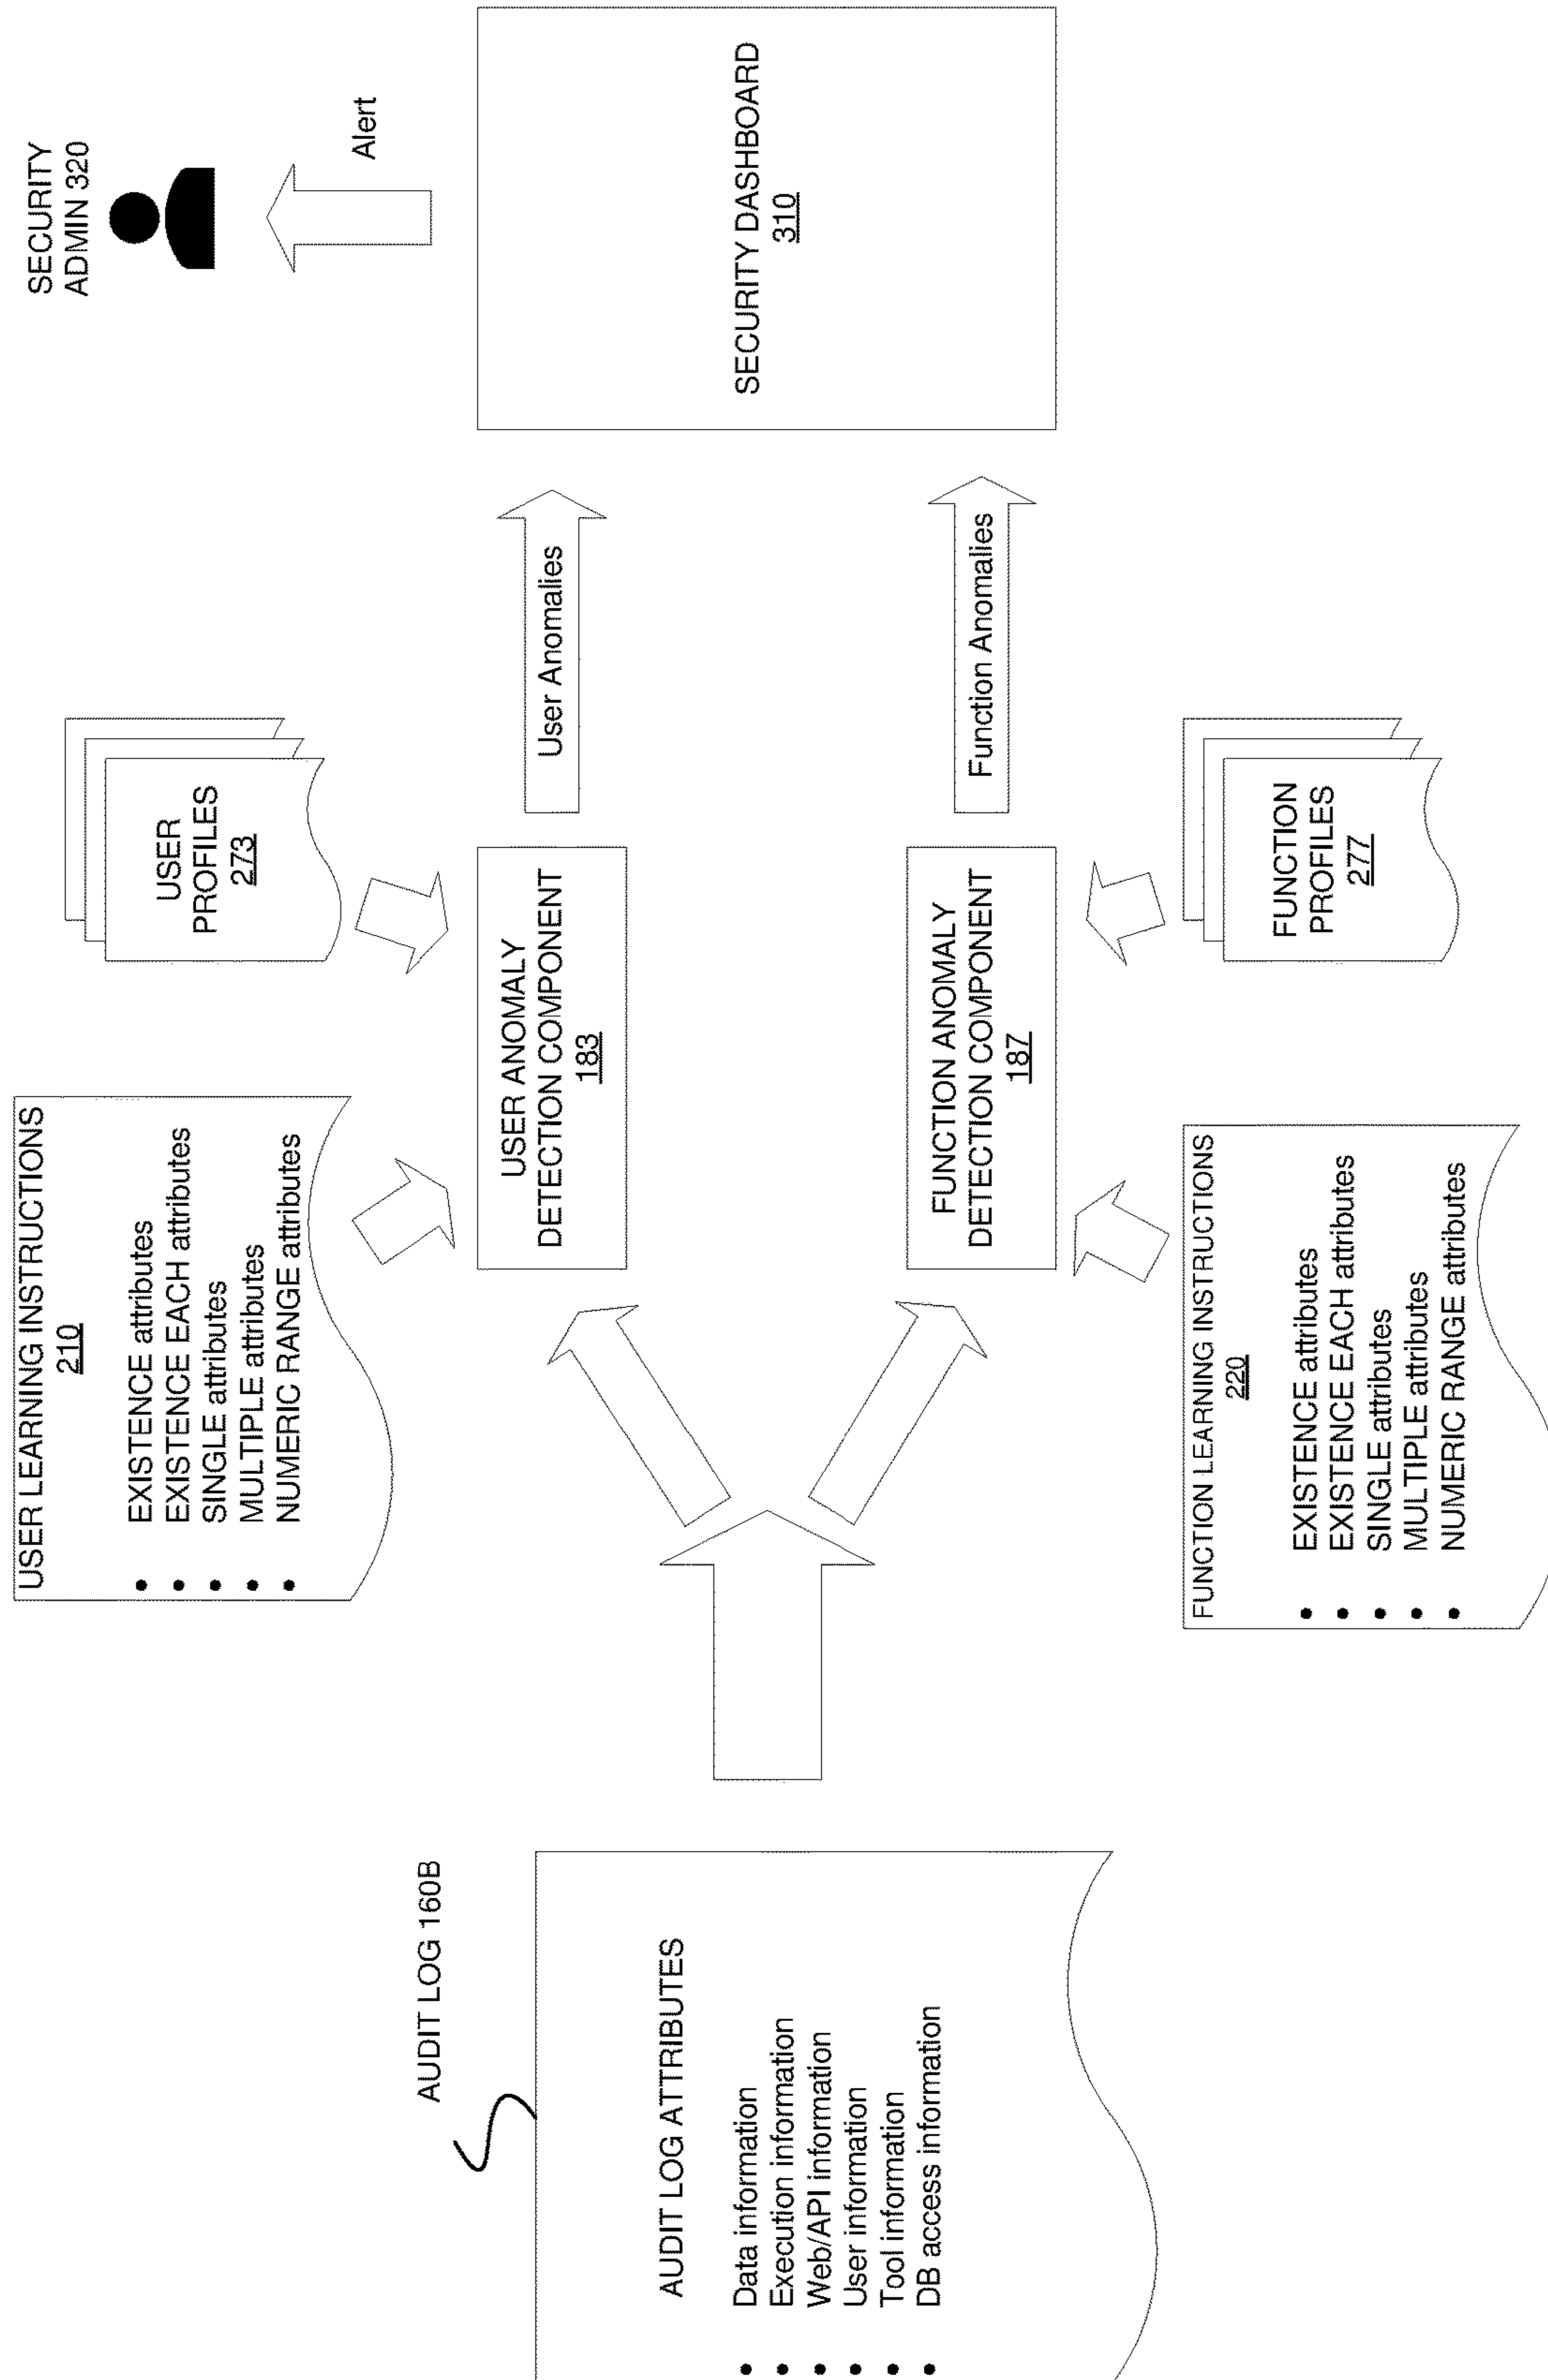 AUDIT LOG 160B
AUDIT LOG ATTRIBUTES
• Data information
• Execution information
• Web/API information
• User information
• Tool information
• DB access information
USER LEARNING INSTRUCTIONS
210
• EXISTENCE attributes
• EXISTENCE EACH attributes
• SINGLE attributes
• MULTIPLE attributes
• NUMERIC RANGE attributes
USER
PROFILES
273
USER ANOMALY
DETECTION COMPONENT
183
FUNCTION ANOMALY
DETECTION COMPONENT
187
FUNCTION LEARNING INSTRUCTIONS
220
• EXISTENCE attributes
• EXISTENCE EACH attributes
• SINGLE attributes
• MULTIPLE attributes
• NUMERIC RANGE attributes
FUNCTION
PROFILES
277
User Anomalies
Function Anomalies
SECURITY
ADMIN 320
Alert
SECURITY DASHBOARD
310